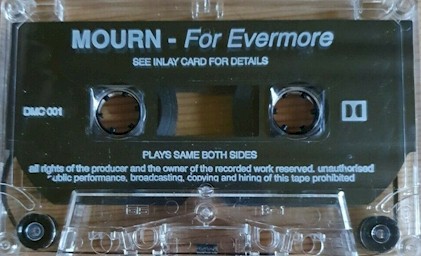 MOURN - For Evermore
SEE INLAY CARD FOR DETAILS
DMC 001
PLAYS SAME BOTH SIDES
all rights of the producer and the owner of the recorded work reserved. unauthorised
public performance, broadcasting, copying and hiring of this tape prohibited